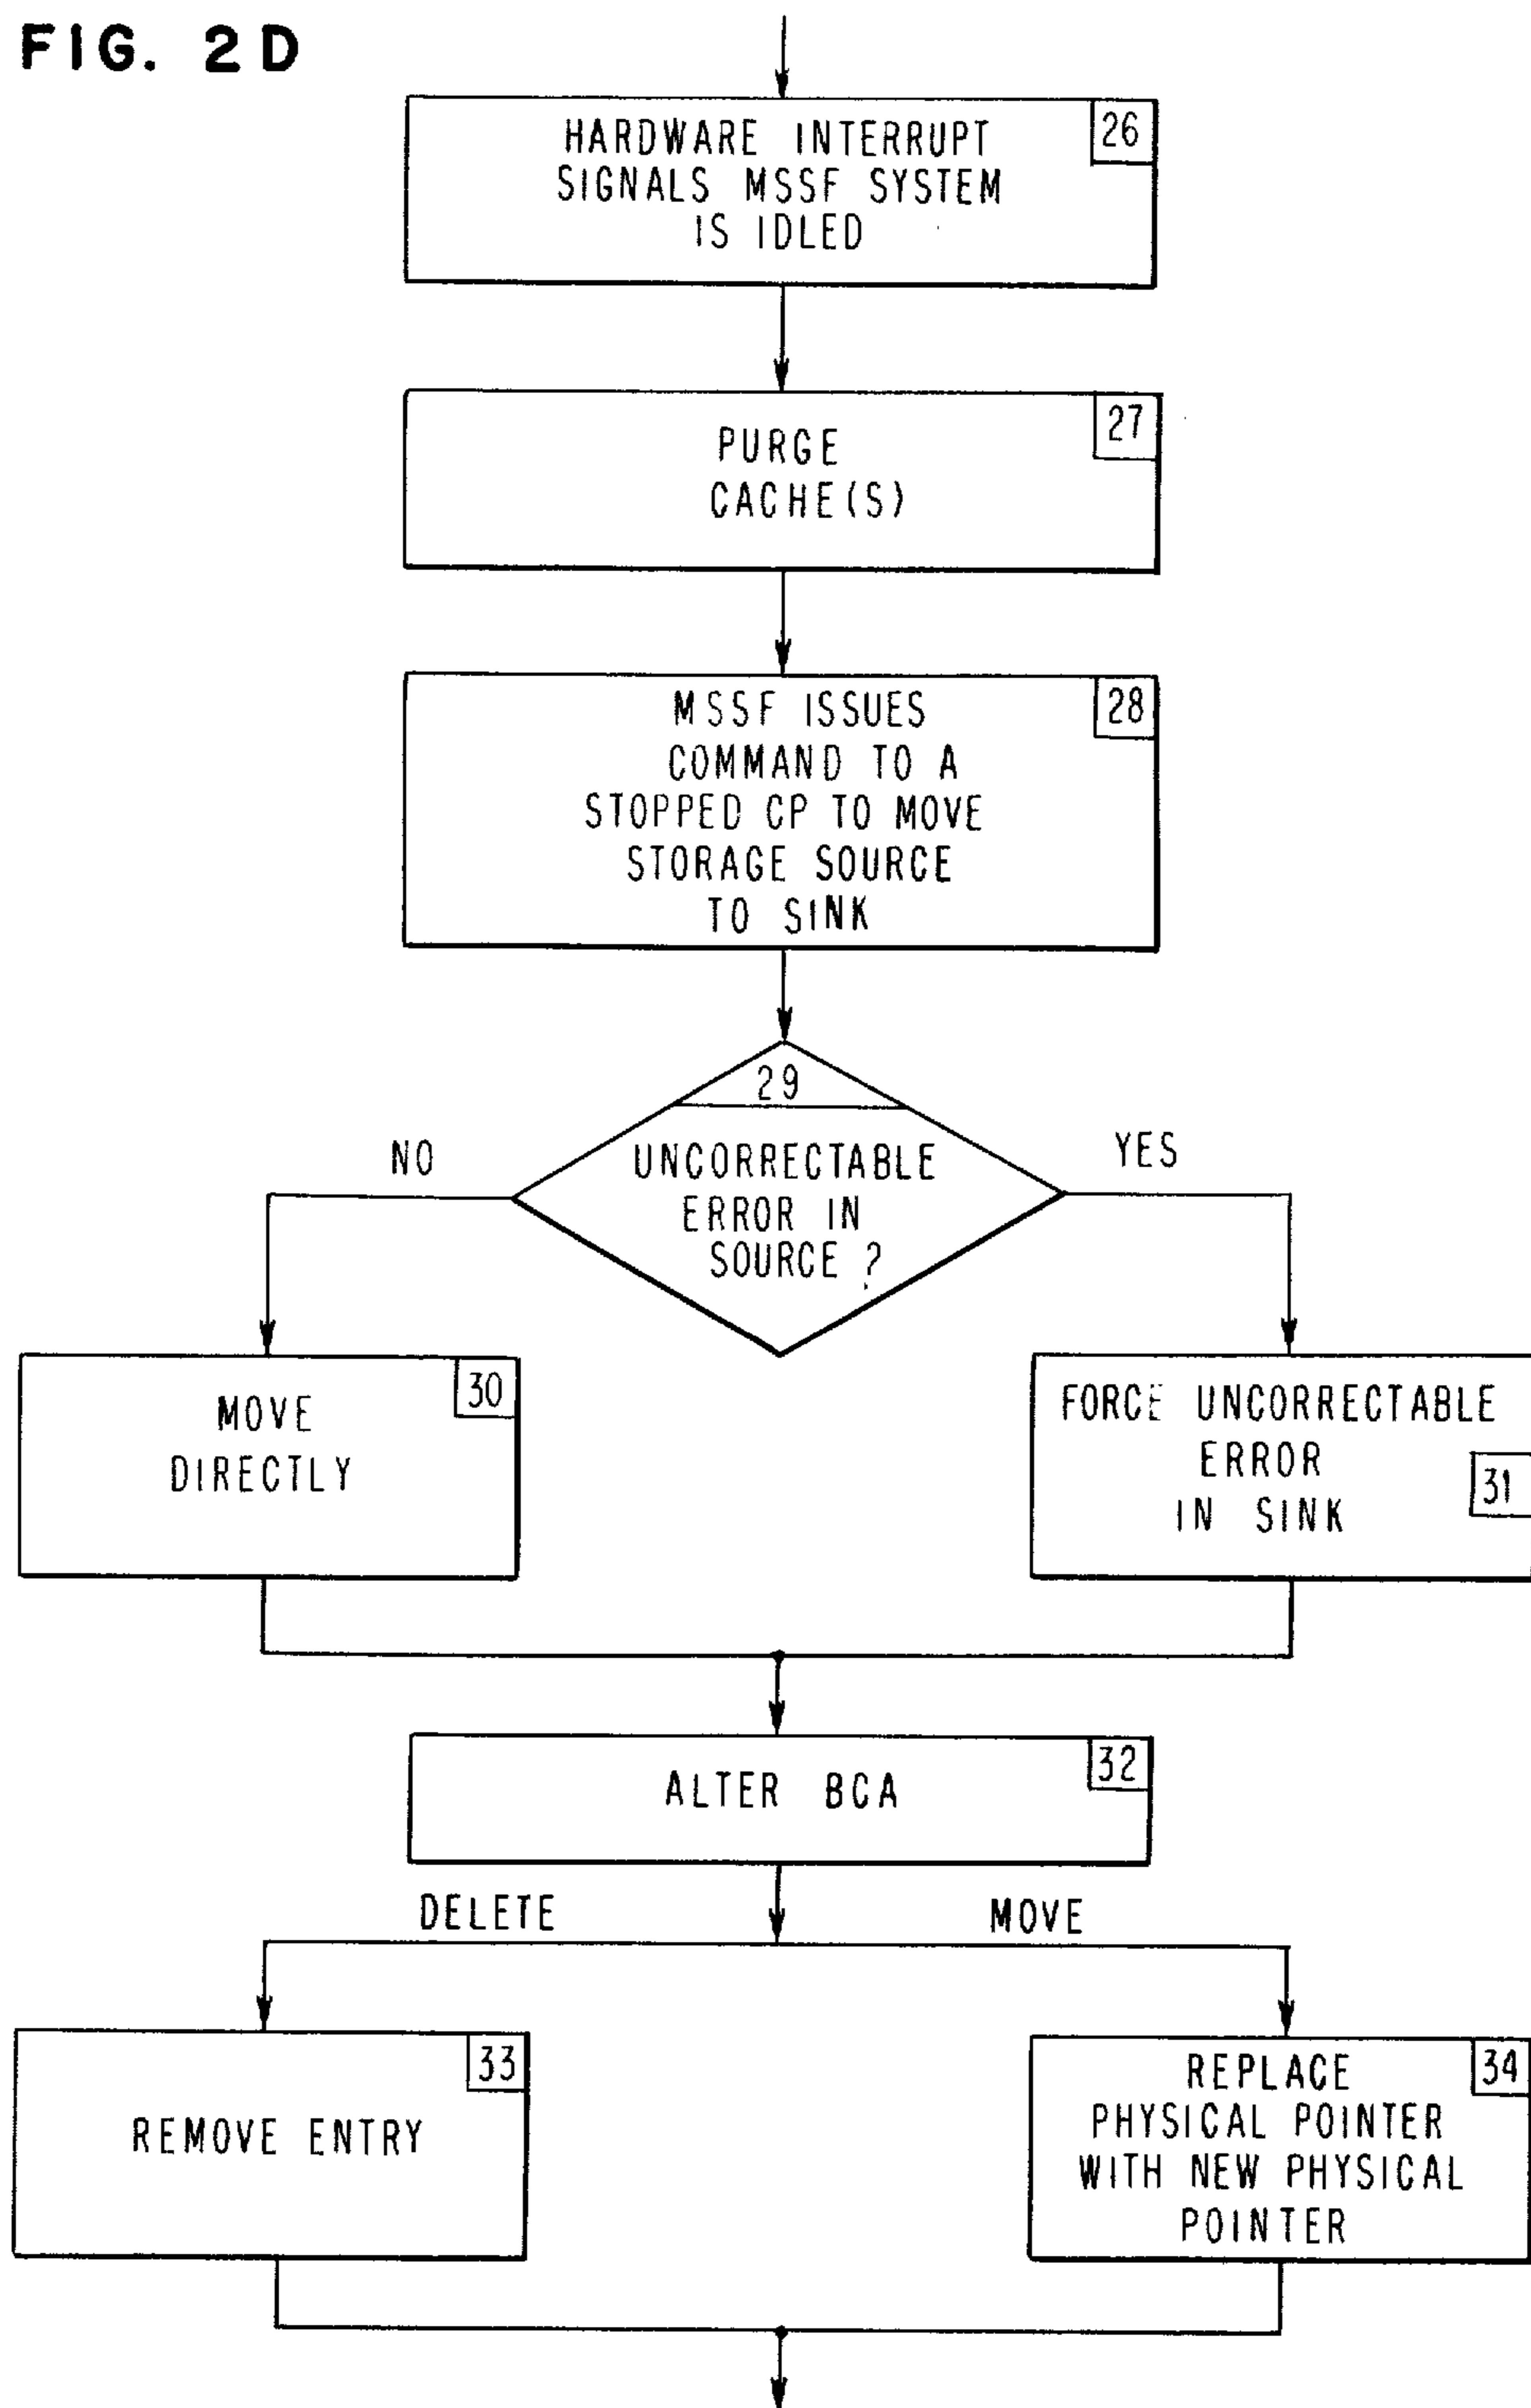 FIG. 2D
26
HARDWARE INTERRUPT
SIGNALS MSSF SYSTEM
IS IDLED
27
PURGE
CACHE(S)
28
MSSF ISSUES
COMMAND TO A
STOPPED CP TO MOVE
STORAGE SOURCE
TO SINK
29
UNCORRECTABLE
ERROR IN
SOURCE ?
NO
YES
30
MOVE
DIRECTLY
FORCE UNCORRECTABLE
ERROR
IN SINK
31
32
ALTER BCA
DELETE
MOVE
33
REMOVE ENTRY
34
REPLACE
PHYSICAL POINTER
WITH NEW PHYSICAL
POINTER